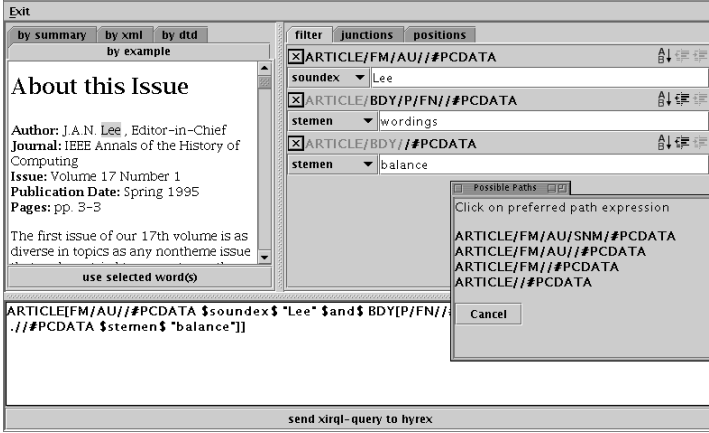 Exit
by summary by xml by dtd
by example
About this Issue
Author: J.A.N. Lee , Editor-in-Chief
Journal: IEEE Annals of the History of
Computing
Issue: Volume 17 Number 1
Publication Date: Spring 1995
Pages: pp. 3-3
The first issue of our 17th volume is as
diverse in topics as any nontheme issue
use selected word(s)
filter junctions positions
ARTICLE/FM/AU//#PCDATA
soundex Lee
ARTICLE/BDY/P/FN//#PCDATA
stemen wordings
ARTICLE/BDY//#PCDATA
stemen balance
Possible Paths
Click on preferred path expression
ARTICLE/FM/AU/SNM/#PCDATA
ARTICLE/FM/AU//#PCDATA
ARTICLE/FM//#PCDATA
ARTICLE//#PCDATA
Cancel
ARTICLE[FM/AU//#PCDATA $soundex$ "Lee" $and$ BDY[P/FN//
.//#PCDATA $stemen$ "balance"]]
send xirql-query to hyrex